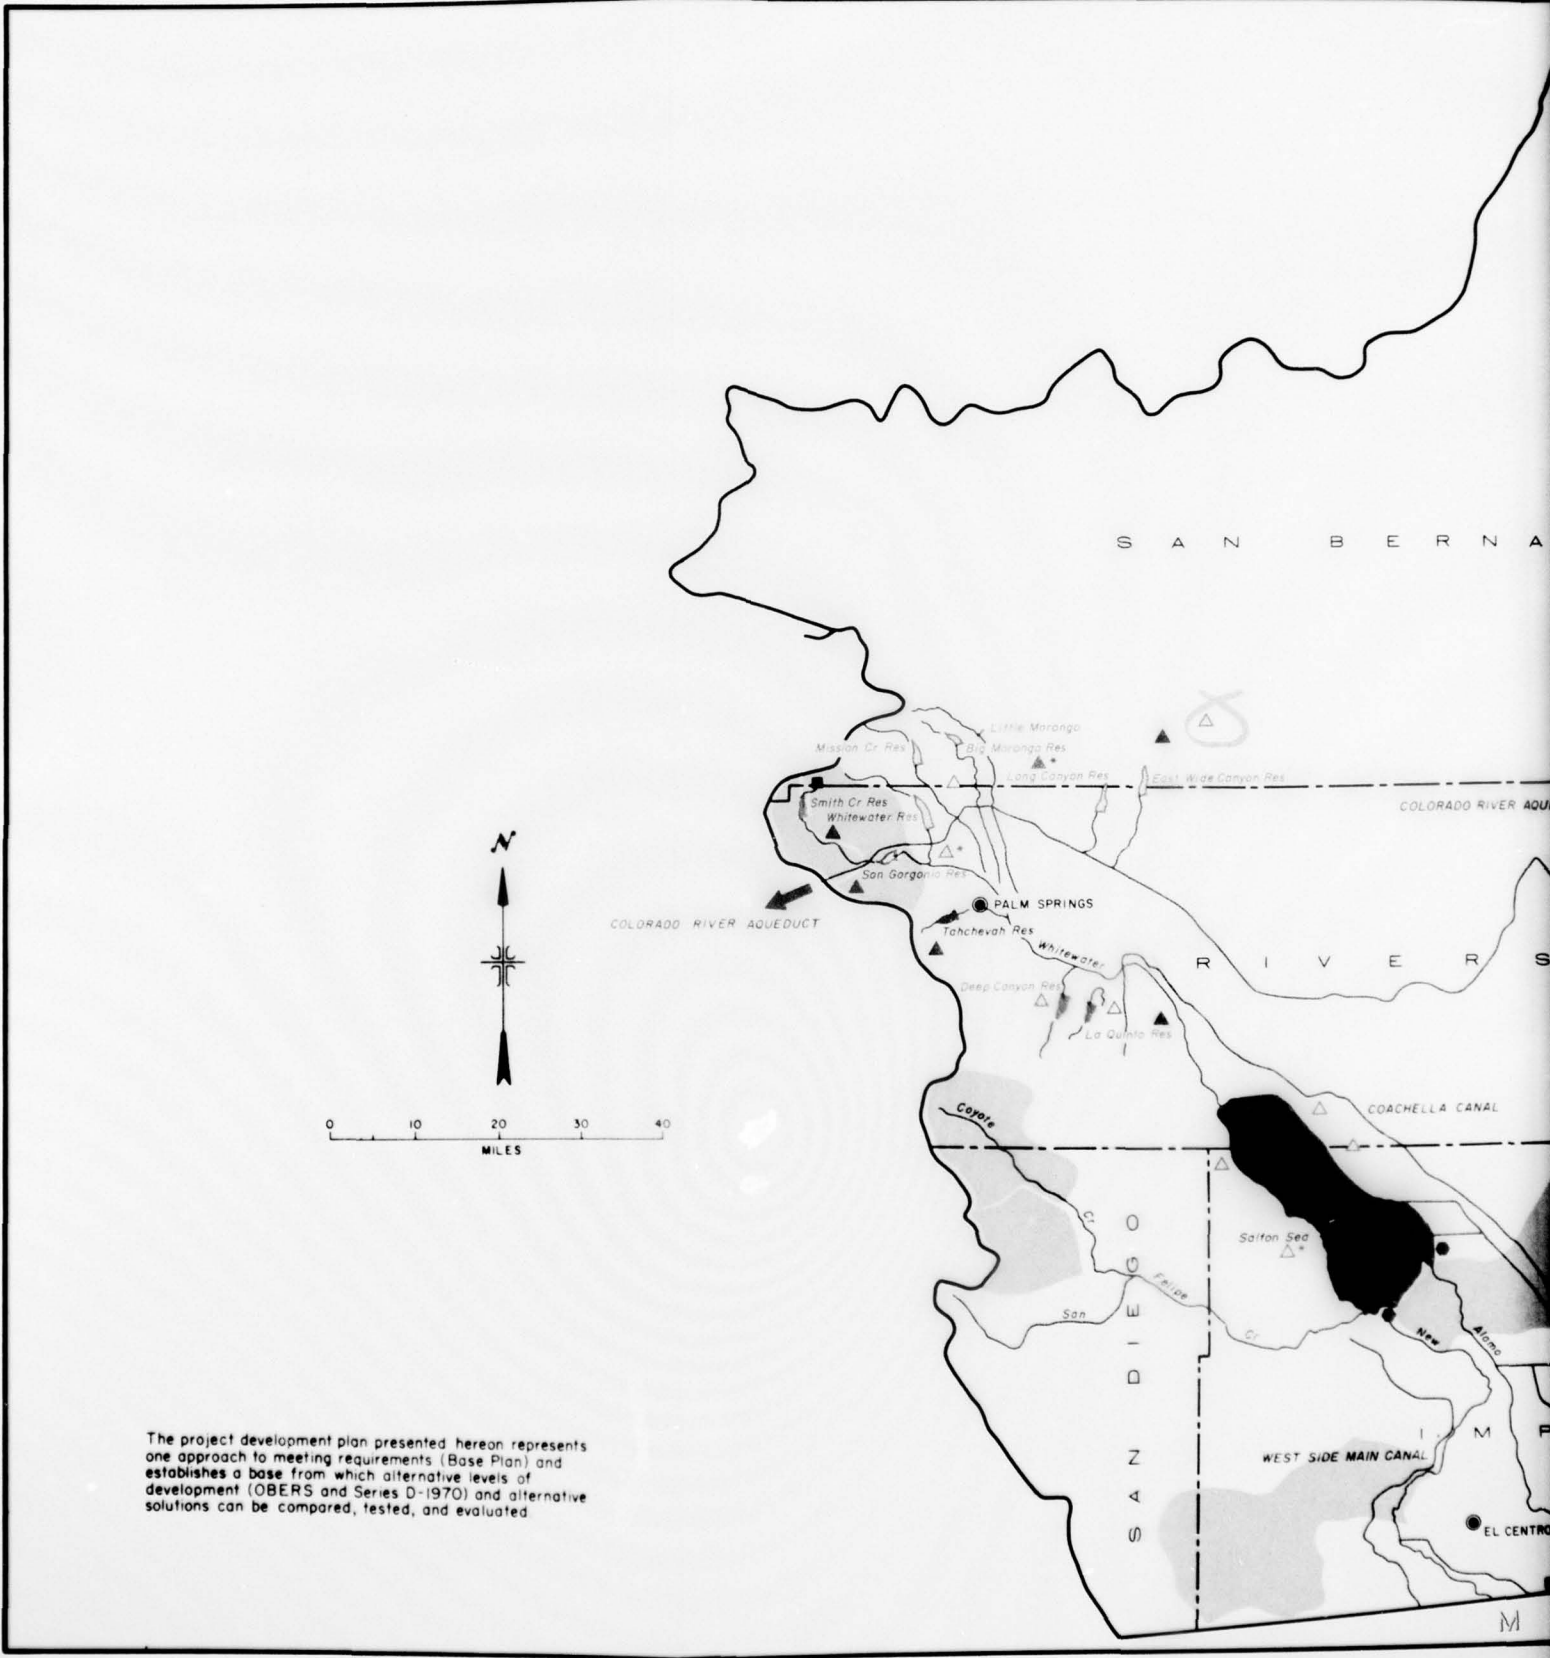 S A N B E R N A
Little Morongo
Mission Cr Res
Big Morongo Res
*
Long Canyon Res
East Wide Canyon Res
Smith Cr Res
COLORADO RIVER AQU
Whitewater Res
N
*
San Gorgonio Res
PALM SPRINGS
COLORADO RIVER AQUEDUCT
Tahchevah Res
Whitewater
R I V E R S
Deep Canyon Res
La Quinta Res
Coyote
Cr
COACHELLA CANAL
0 10 20 30 40
MILES
Salton Sea
*
San
Felipe
Cr
New
Alamo
SAN DIEGO
I M P
The project development plan presented hereon represents
one approach to meeting requirements (Base Plan) and
establishes a base from which alternative levels of
development (OBERS and Series D-1970) and alternative
solutions can be compared, tested, and evaluated
WEST SIDE MAIN CANAL
EL CENTRO
M